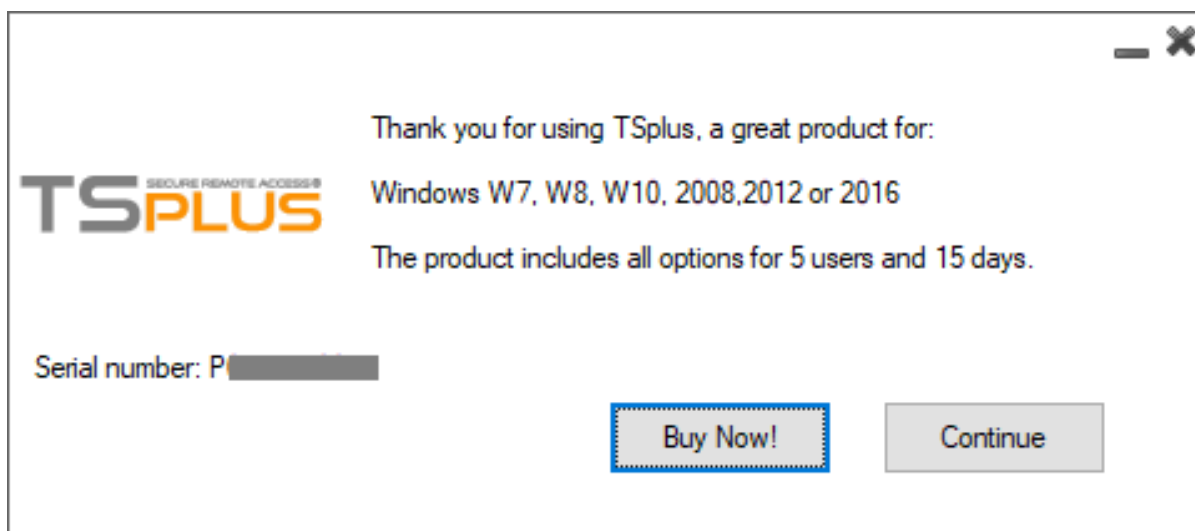 Thank you for using TSplus, a great product for:
TSPLUS
SECURE REMOTE ACCESS®
Windows W7, W8, W10, 2008,2012 or 2016
The product includes all options for 5 users and 15 days.
Serial number: P
Buy Now!
Continue